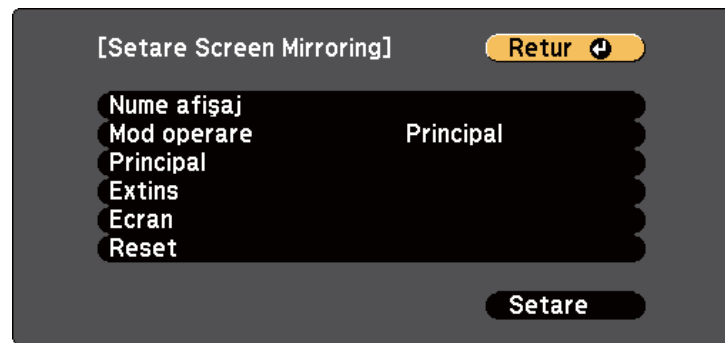 [Setare Screen Mirroring] Retur
Nume afişaj
Mod operare Principal
Principal
Extins
Ecran
Reset
Setare